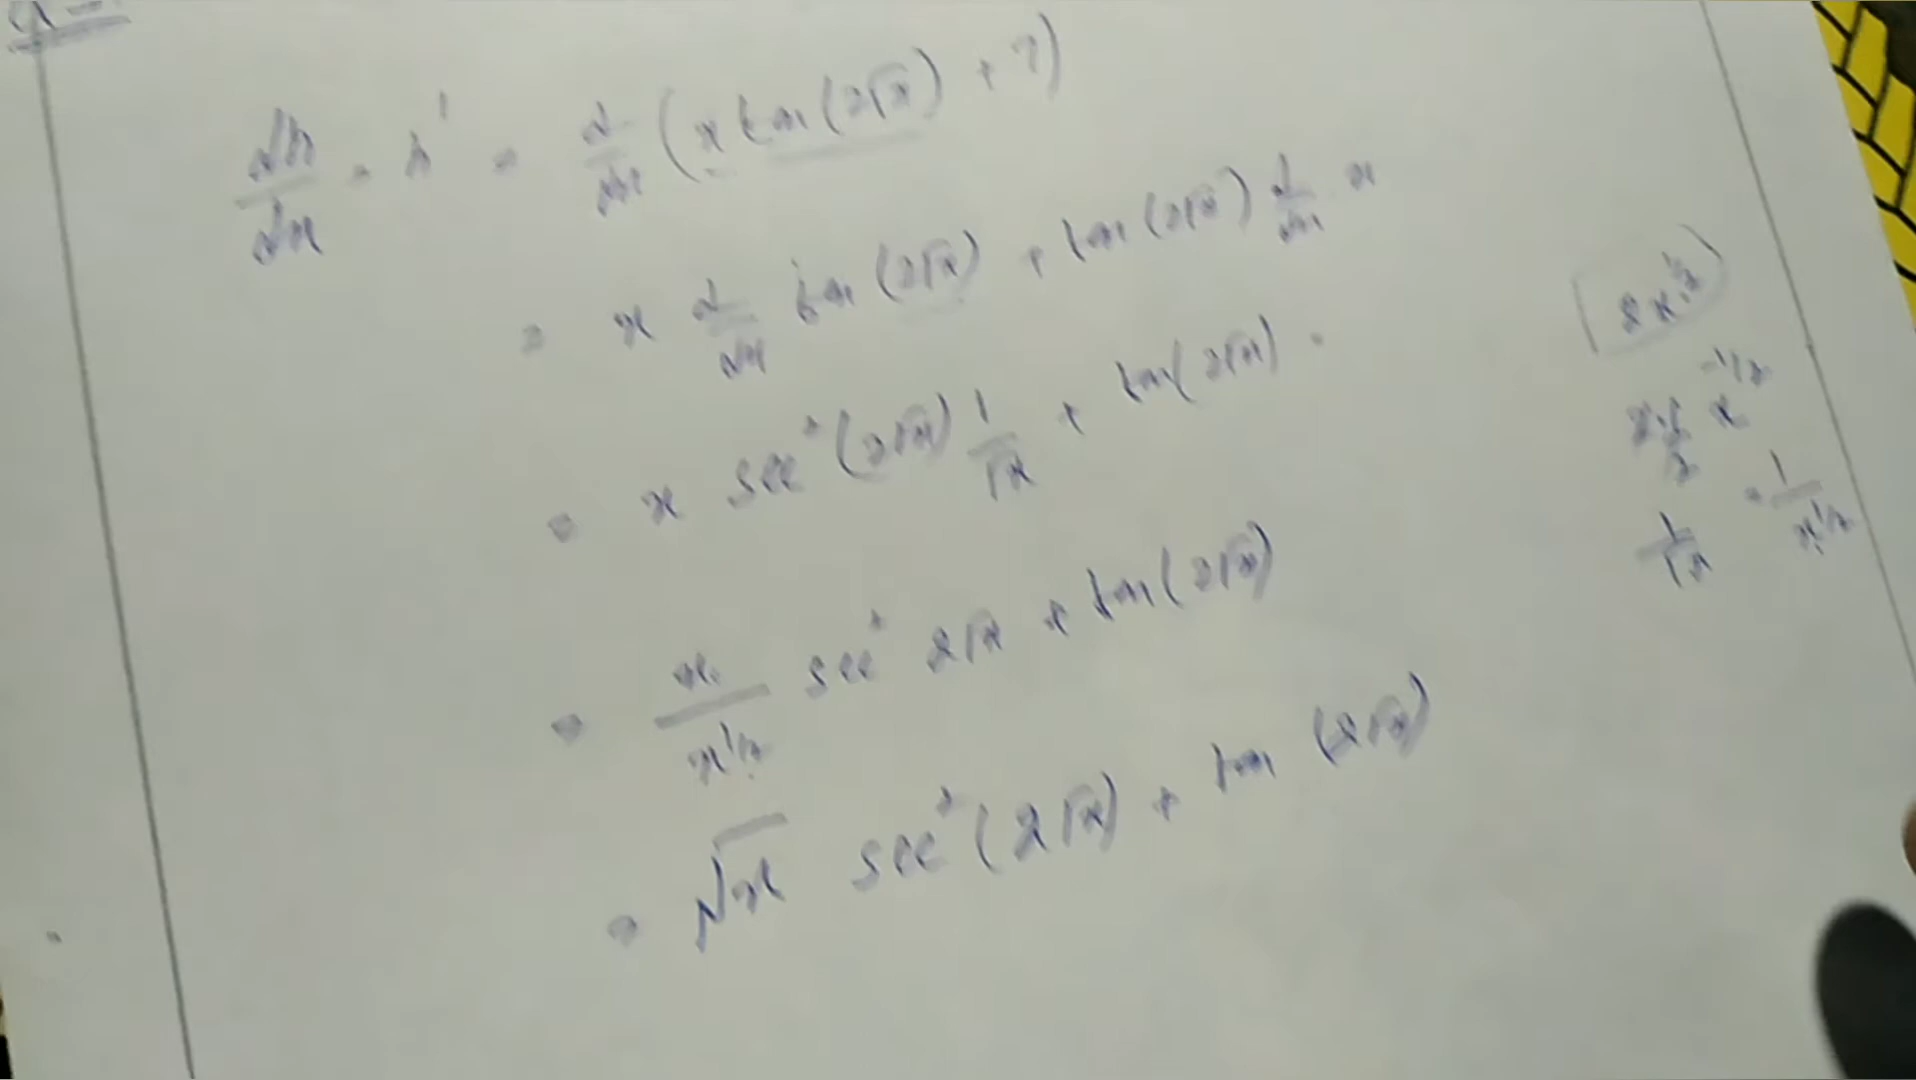 dh/dx = h' = d/dx (x tan (2√x) + 7)
= x d/dx tan (2√x) + tan (2√x) d/dx x
= x sec² (2√x) 1/√x + tan (2√x) .
= x/x^1/2 sec² 2√x + tan (2√x)
= √x sec² (2√x) + tan (2√x)
[2x^1/2)
2·1/2 x^-1/2
1/√x = 1/x^1/2